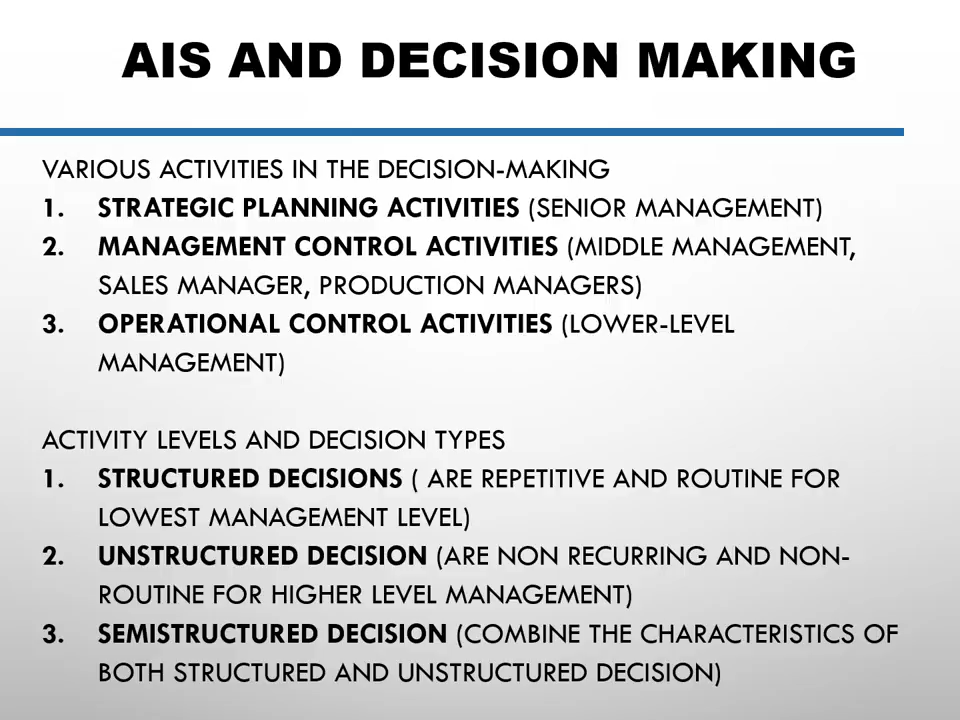 AIS AND DECISION MAKING
VARIOUS ACTIVITIES IN THE DECISION-MAKING
1. STRATEGIC PLANNING ACTIVITIES (SENIOR MANAGEMENT)
2. MANAGEMENT CONTROL ACTIVITIES (MIDDLE MANAGEMENT,
SALES MANAGER, PRODUCTION MANAGERS)
3. OPERATIONAL CONTROL ACTIVITIES (LOWER-LEVEL
MANAGEMENT)
ACTIVITY LEVELS AND DECISION TYPES
1. STRUCTURED DECISIONS ( ARE REPETITIVE AND ROUTINE FOR
LOWEST MANAGEMENT LEVEL)
2. UNSTRUCTURED DECISION (ARE NON RECURRING AND NON-
ROUTINE FOR HIGHER LEVEL MANAGEMENT)
3. SEMISTRUCTURED DECISION (COMBINE THE CHARACTERISTICS OF
BOTH STRUCTURED AND UNSTRUCTURED DECISION)